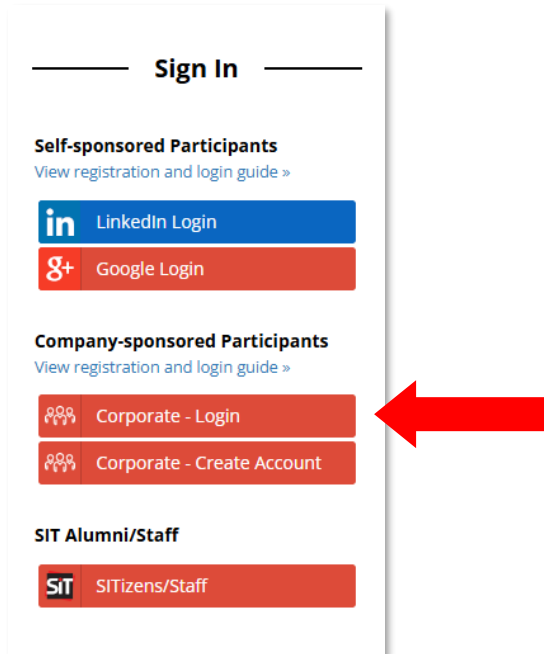 Sign In
Self-sponsored Participants
View registration and login guide »
in LinkedIn Login
g+ Google Login
Company-sponsored Participants
View registration and login guide »
Corporate - Login
Corporate - Create Account
SIT Alumni/Staff
SiT SITizens/Staff